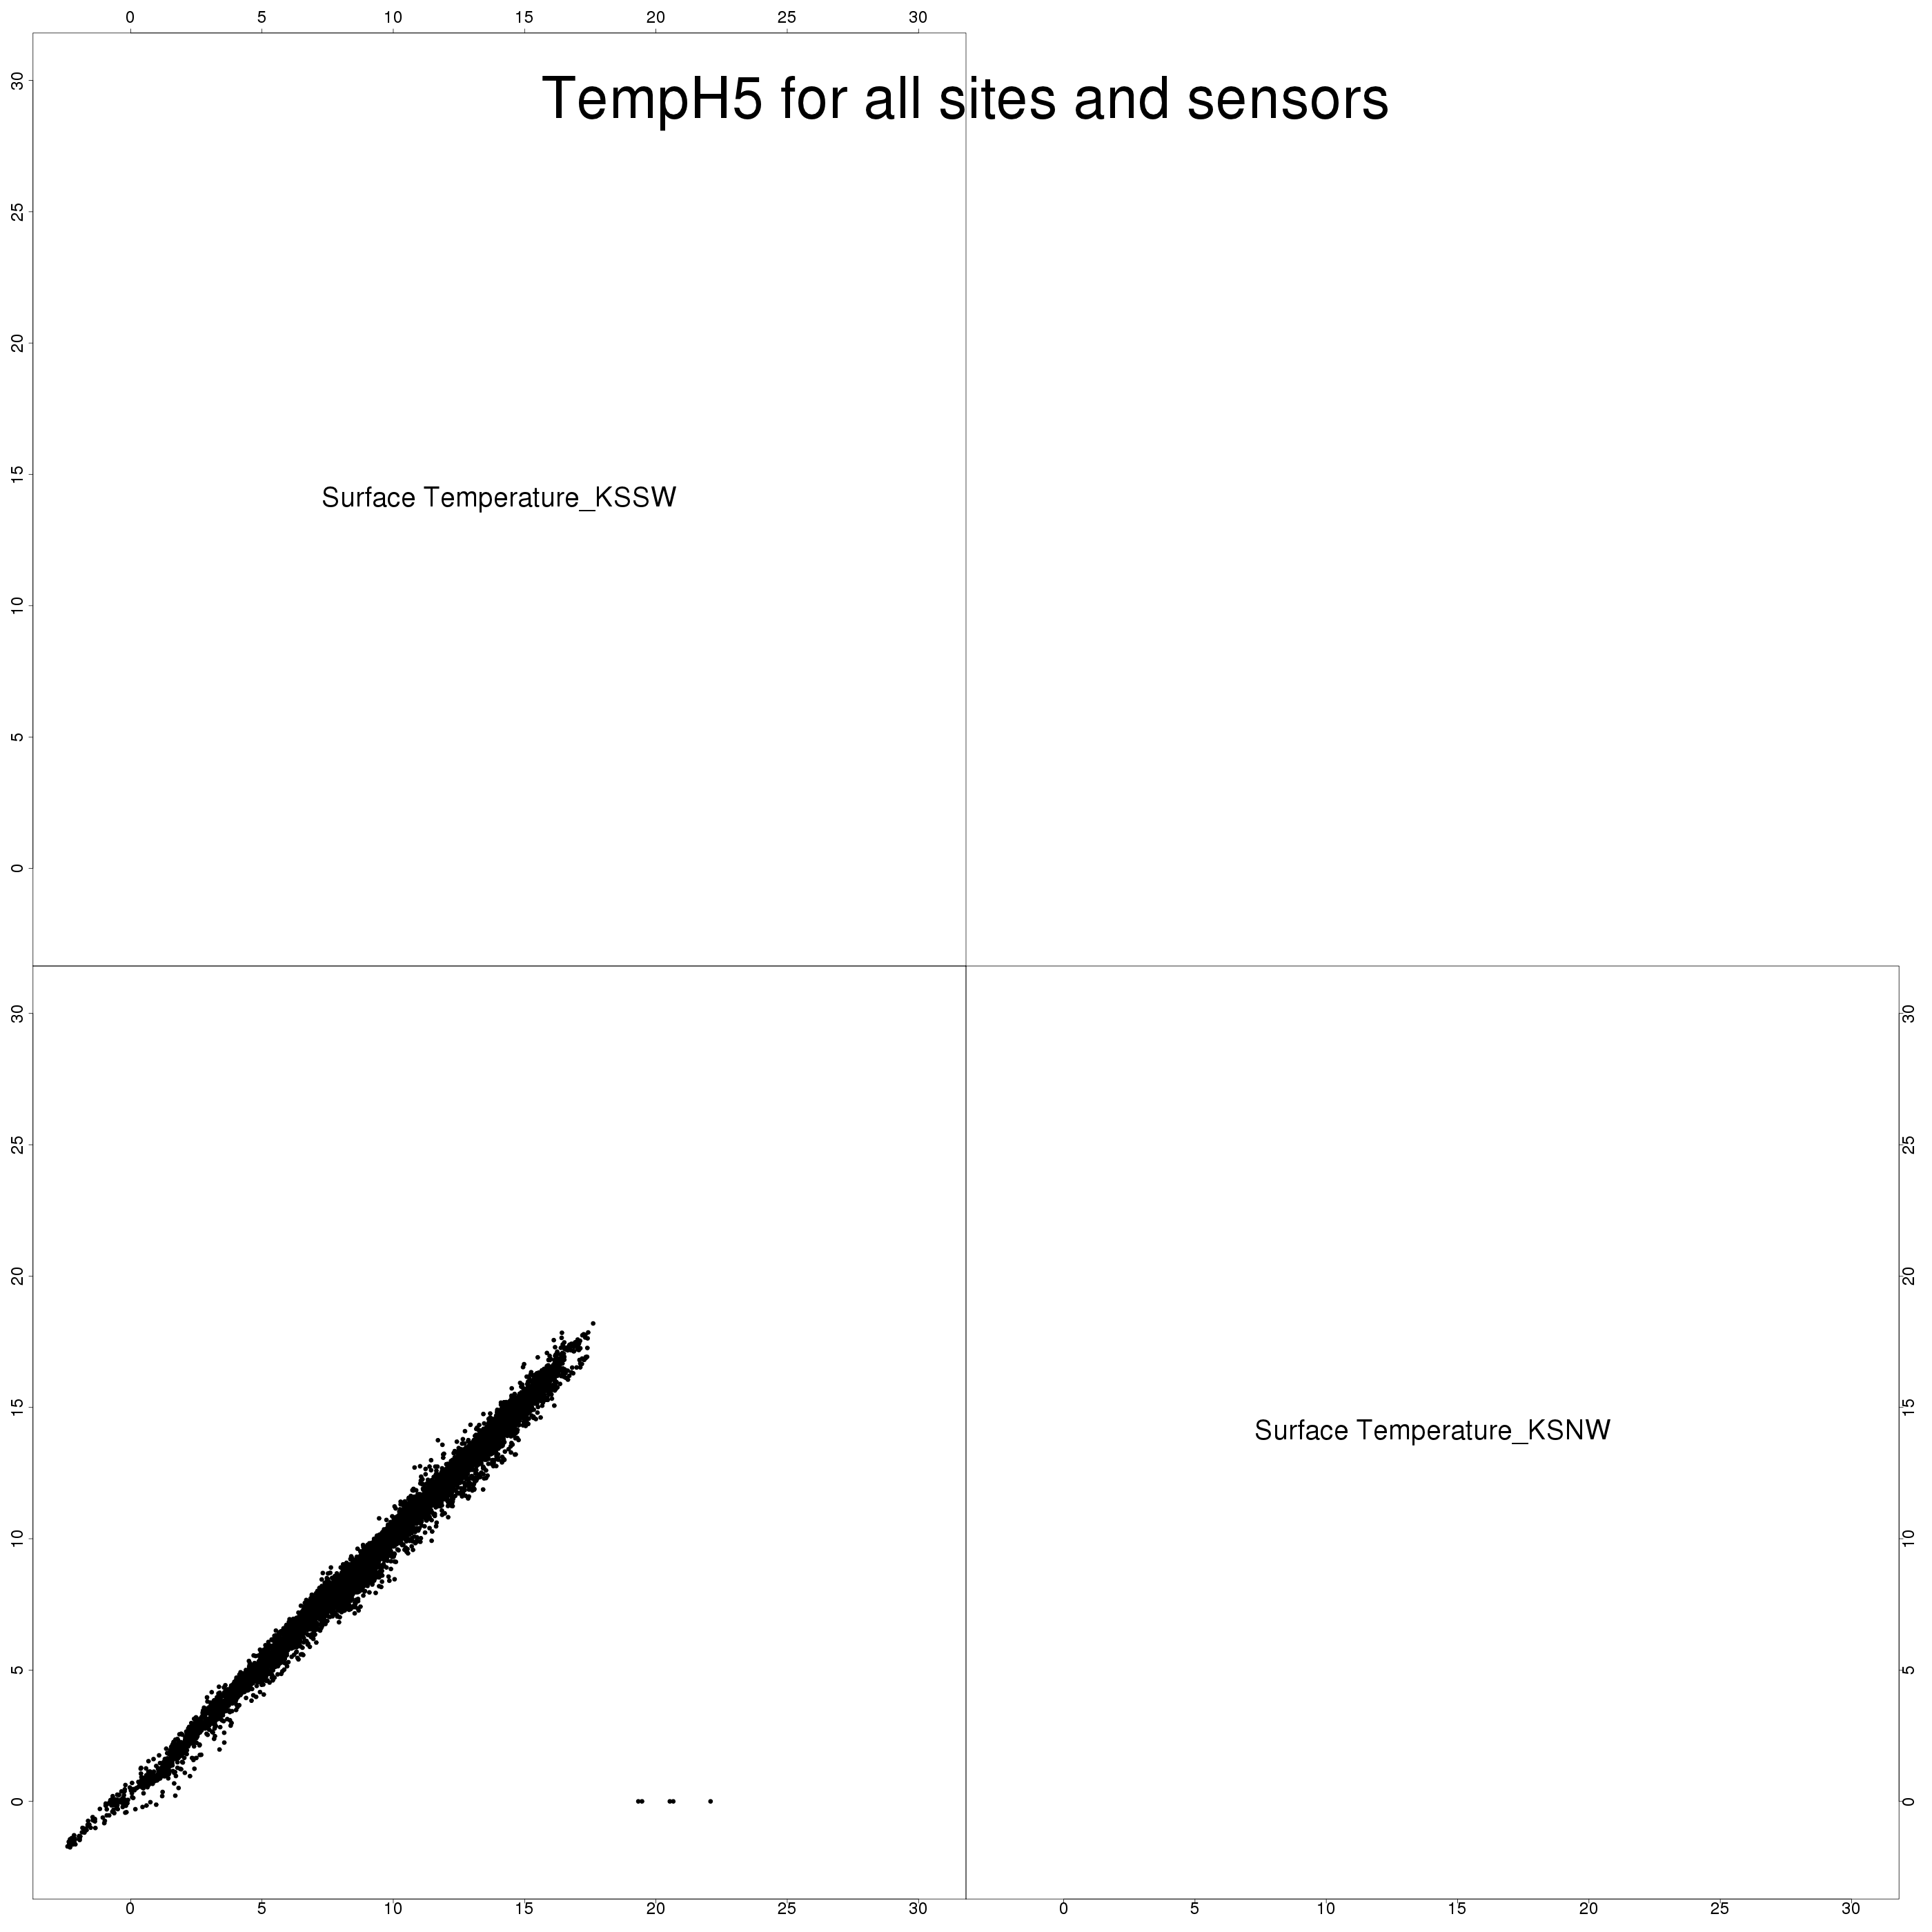 0 5 10 15 20 25 30
TempH5 for all sites and sensors
30
25
20
15
Surface Temperature_KSSW
10
5
0
30 30
25 25
20 20
15 15
Surface Temperature_KSNW
10 10
5 5
0 0
0 5 10 15 20 25 30 0 5 10 15 20 25 30